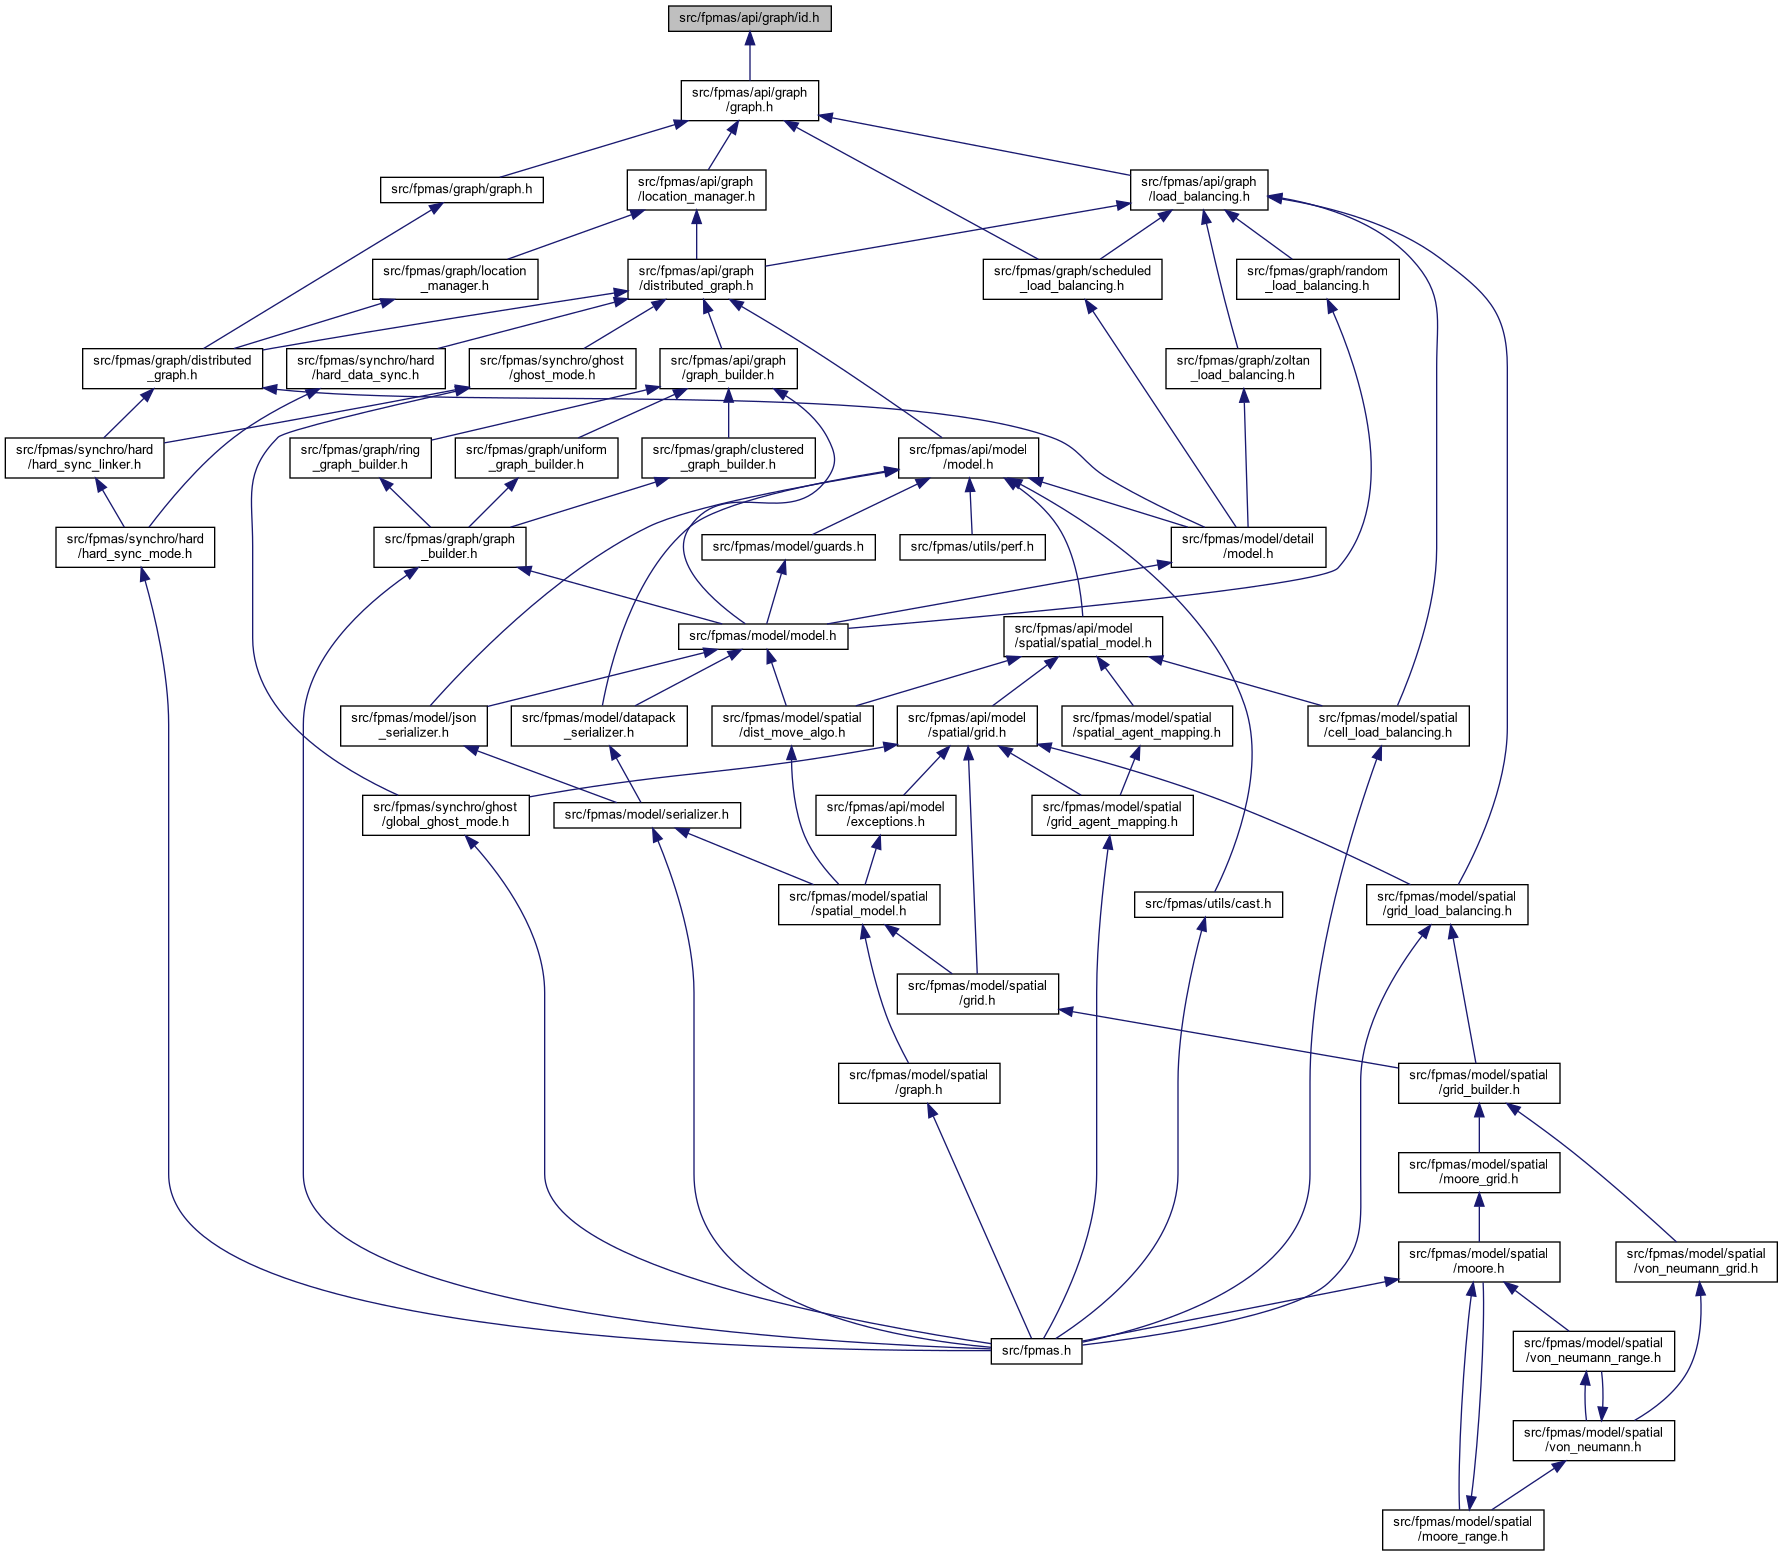 src/fpmas/api/graph/id.h
src/fpmas/api/graph
/graph.h
src/fpmas/graph/graph.h
src/fpmas/api/graph
/location_manager.h
src/fpmas/api/graph
/load_balancing.h
src/fpmas/graph/location
_manager.h
src/fpmas/api/graph
/distributed_graph.h
src/fpmas/graph/scheduled
_load_balancing.h
src/fpmas/graph/random
_load_balancing.h
src/fpmas/graph/distributed
_graph.h
src/fpmas/synchro/hard
/hard_data_sync.h
src/fpmas/synchro/ghost
/ghost_mode.h
src/fpmas/api/graph
/graph_builder.h
src/fpmas/graph/zoltan
_load_balancing.h
src/fpmas/synchro/hard
/hard_sync_linker.h
src/fpmas/graph/ring
_graph_builder.h
src/fpmas/graph/uniform
_graph_builder.h
src/fpmas/graph/clustered
_graph_builder.h
src/fpmas/api/model
/model.h
src/fpmas/synchro/hard
/hard_sync_mode.h
src/fpmas/graph/graph
_builder.h
src/fpmas/model/guards.h
src/fpmas/utils/perf.h
src/fpmas/model/detail
/model.h
src/fpmas/model/model.h
src/fpmas/api/model
/spatial/spatial_model.h
src/fpmas/model/json
_serializer.h
src/fpmas/model/datapack
_serializer.h
src/fpmas/model/spatial
/dist_move_algo.h
src/fpmas/api/model
/spatial/grid.h
src/fpmas/model/spatial
/spatial_agent_mapping.h
src/fpmas/model/spatial
/cell_load_balancing.h
src/fpmas/synchro/ghost
/global_ghost_mode.h
src/fpmas/model/serializer.h
src/fpmas/api/model
/exceptions.h
src/fpmas/model/spatial
/grid_agent_mapping.h
src/fpmas/model/spatial
/spatial_model.h
src/fpmas/utils/cast.h
src/fpmas/model/spatial
/grid_load_balancing.h
src/fpmas/model/spatial
/grid.h
src/fpmas/model/spatial
/graph.h
src/fpmas/model/spatial
/grid_builder.h
src/fpmas/model/spatial
/moore_grid.h
src/fpmas/model/spatial
/moore.h
src/fpmas/model/spatial
/von_neumann_grid.h
src/fpmas.h
src/fpmas/model/spatial
/von_neumann_range.h
src/fpmas/model/spatial
/von_neumann.h
src/fpmas/model/spatial
/moore_range.h